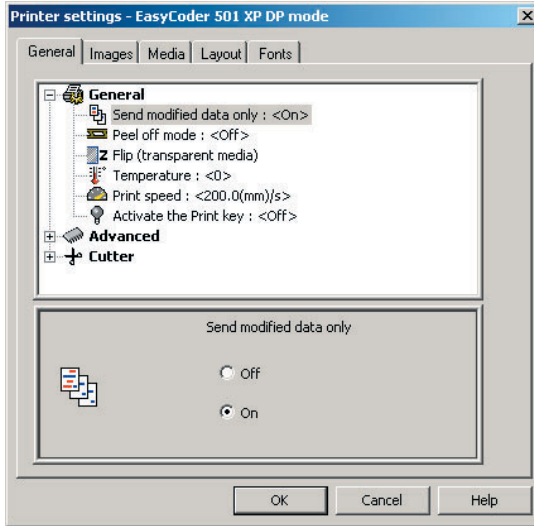 Printer settings - EasyCoder 501 XP DP mode
General Images Media Layout Fonts
General
Send modified data only : <On>
Peel off mode : <Off>
Z Flip (transparent media)
Temperature : <0>
Print speed : <200.0(mm)/s>
Activate the Print key : <Off>
Advanced
Cutter
Send modified data only
Off
On
OK Cancel Help